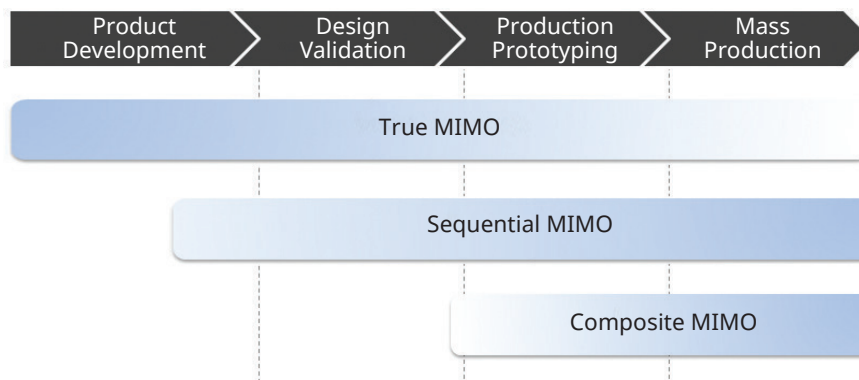 Product
Development
Design
Validation
Production
Prototyping
Mass
Production
True MIMO
Sequential MIMO
Composite MIMO